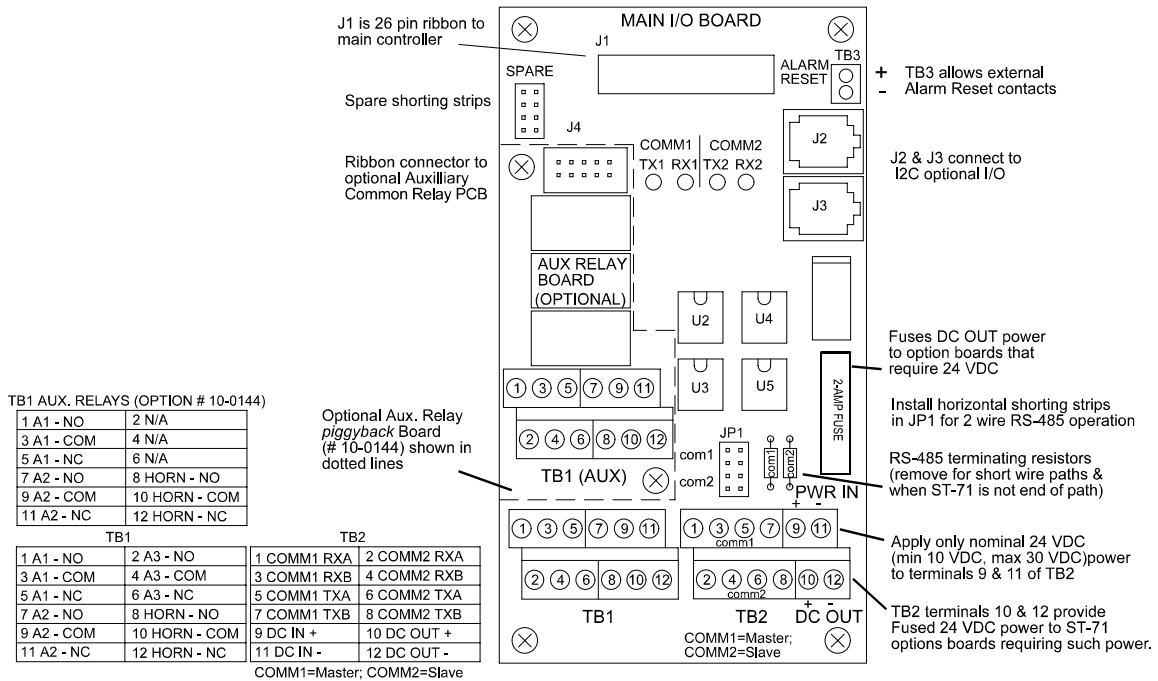 MAIN I/O BOARD
J1 is 26 pin ribbon to
main controller
J1
SPARE
Spare shorting strips
ALARM
RESET
TB3
+
-
TB3 allows external
Alarm Reset contacts
J4
COMM1
COMM2
TX1 RX1
TX2 RX2
J2
J3
J2 & J3 connect to
I2C optional I/O
Ribbon connector to
optional Auxilliary
Common Relay PCB
AUX RELAY
BOARD
(OPTIONAL)
U2
U4
U3
U5
2-AMP FUSE
Fuses DC OUT power
to option boards that
require 24 VDC
Install horizontal shorting strips
in JP1 for 2 wire RS-485 operation
RS-485 terminating resistors
(remove for short wire paths &
when ST-71 is not end of path)
1 3 5 7 9 11
2 4 6 8 10 12
TB1 (AUX)
JP1
com1
com2
com1
com2
PWR IN
+ -
Optional Aux. Relay
piggyback Board
(# 10-0144) shown in
dotted lines
1 3 5 7 9 11
2 4 6 8 10 12
TB1
1 3 5 7 9 11
comm1
2 4 6 8 10 12
comm2
+ -
TB2
DC OUT
COMM1=Master;
COMM2=Slave
Apply only nominal 24 VDC
(min 10 VDC, max 30 VDC)power
to terminals 9 & 11 of TB2
TB2 terminals 10 & 12 provide
Fused 24 VDC power to ST-71
options boards requiring such power.
TB1 AUX. RELAYS (OPTION # 10-0144)
1 A1 - NO 2 N/A
3 A1 - COM 4 N/A
5 A1 - NC 6 N/A
7 A2 - NO 8 HORN - NO
9 A2 - COM 10 HORN - COM
11 A2 - NC 12 HORN - NC
TB1
1 A1 - NO 2 A3 - NO
3 A1 - COM 4 A3 - COM
5 A1 - NC 6 A3 - NC
7 A2 - NO 8 HORN - NO
9 A2 - COM 10 HORN - COM
11 A2 - NC 12 HORN - NC
TB2
1 COMM1 RXA 2 COMM2 RXA
3 COMM1 RXB 4 COMM2 RXB
5 COMM1 TXA 6 COMM2 TXA
7 COMM1 TXB 8 COMM2 TXB
9 DC IN + 10 DC OUT +
11 DC IN - 12 DC OUT -
COMM1=Master; COMM2=Slave